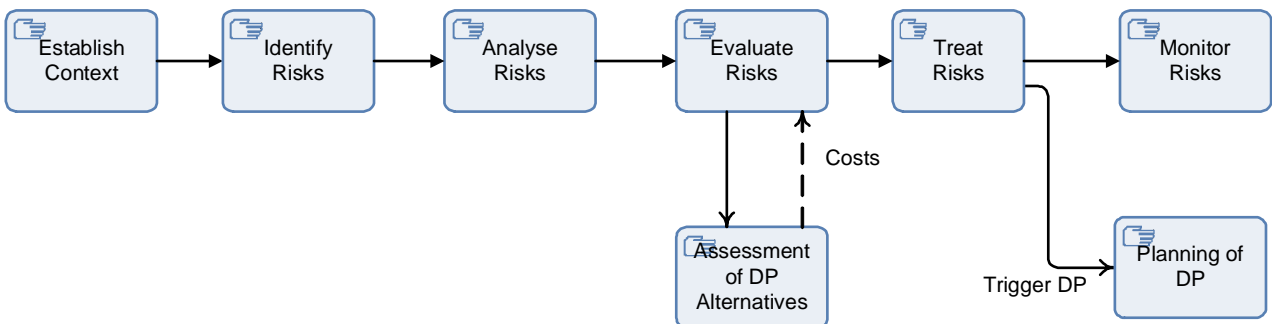 Establish
Context
Identify
Risks
Analyse
Risks
Evaluate
Risks
Treat
Risks
Monitor
Risks
Costs
Assessment
of DP
Alternatives
Trigger DP
Planning of
DP